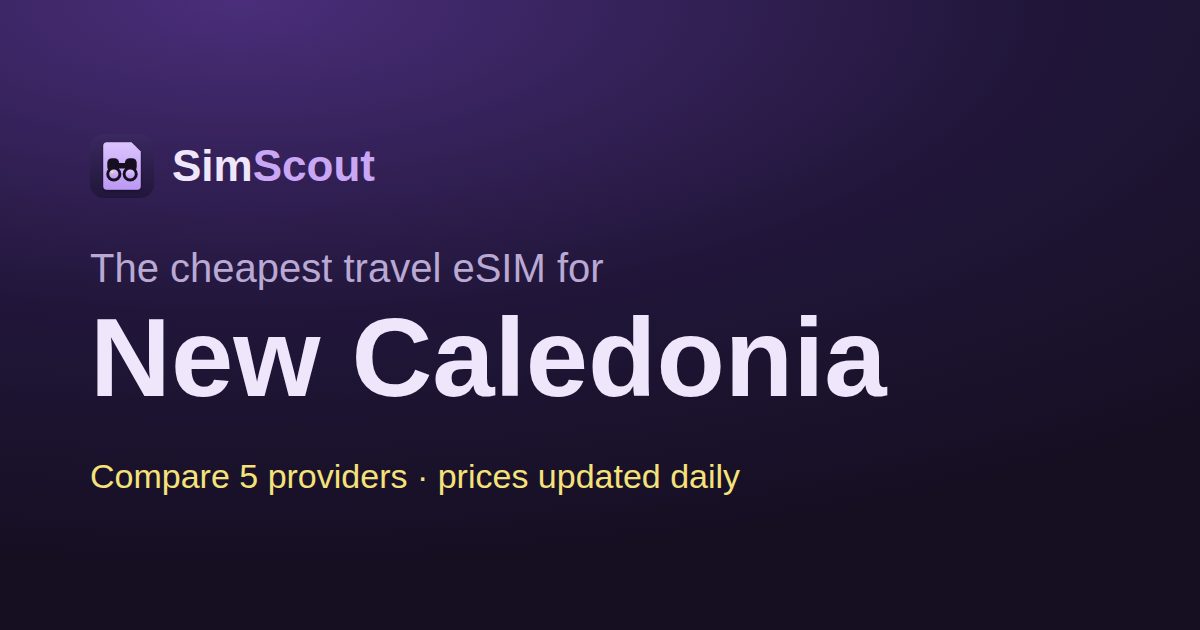 SimScout
The cheapest travel eSIM for
New Caledonia
Compare 5 providers · prices updated daily